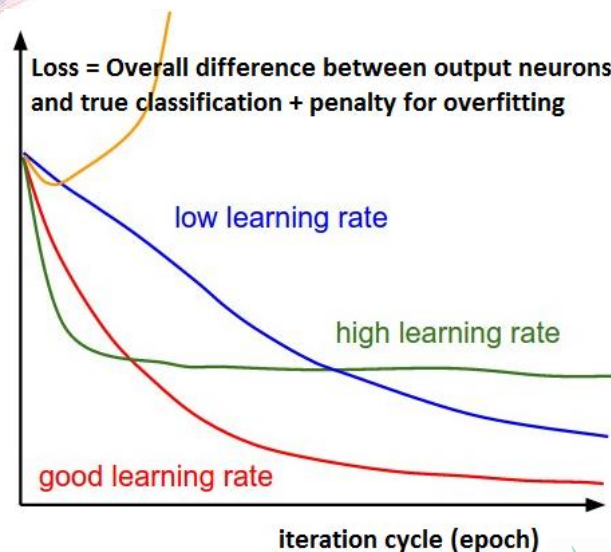 Loss = Overall difference between output neurons
and true classification + penalty for overfitting
low learning rate
high learning rate
good learning rate
iteration cycle (epoch)